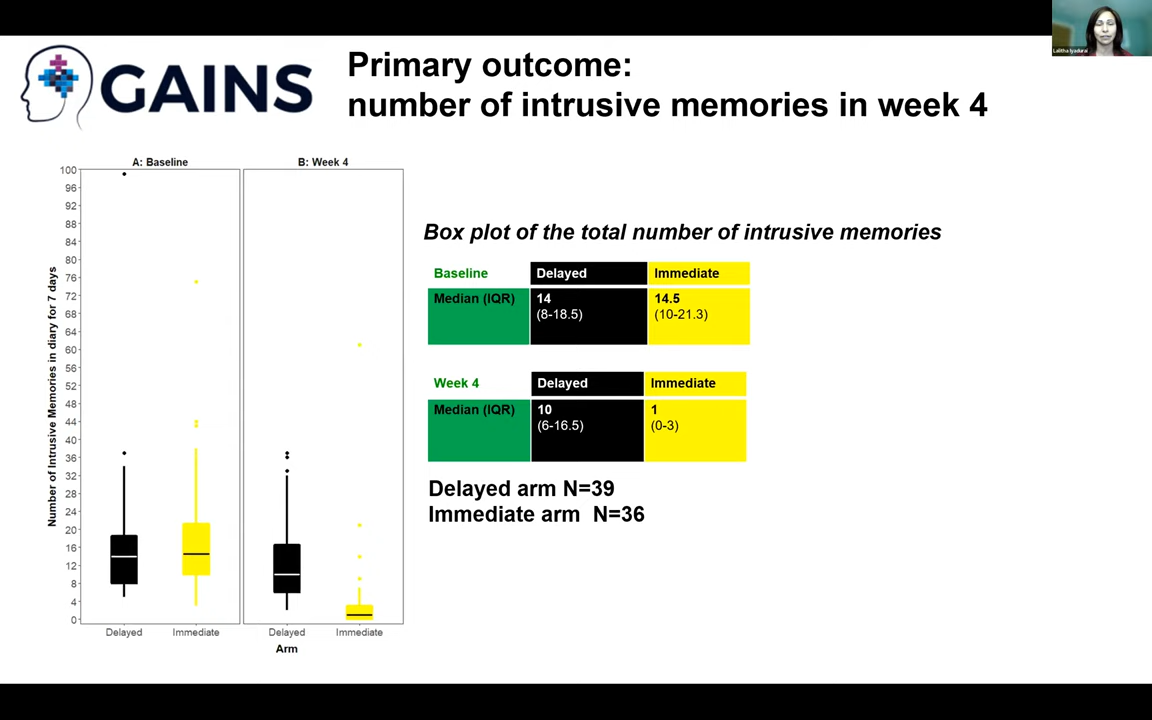 Lalitha Iyadurai
GAINS
Primary outcome:
number of intrusive memories in week 4
A: Baseline
B: Week 4
Number of Intrusive Memories in diary for 7 days
100
96
92
88
84
80
76
72
68
64
60
56
52
48
44
40
36
32
28
24
20
16
12
8
4
0
Delayed
Immediate
Delayed
Immediate
Arm
Box plot of the total number of intrusive memories
Baseline Delayed Immediate
Median (IQR) 14 14.5
(8-18.5) (10-21.3)
Week 4 Delayed Immediate
Median (IQR) 10 1
(6-16.5) (0-3)
Delayed arm N=39
Immediate arm N=36